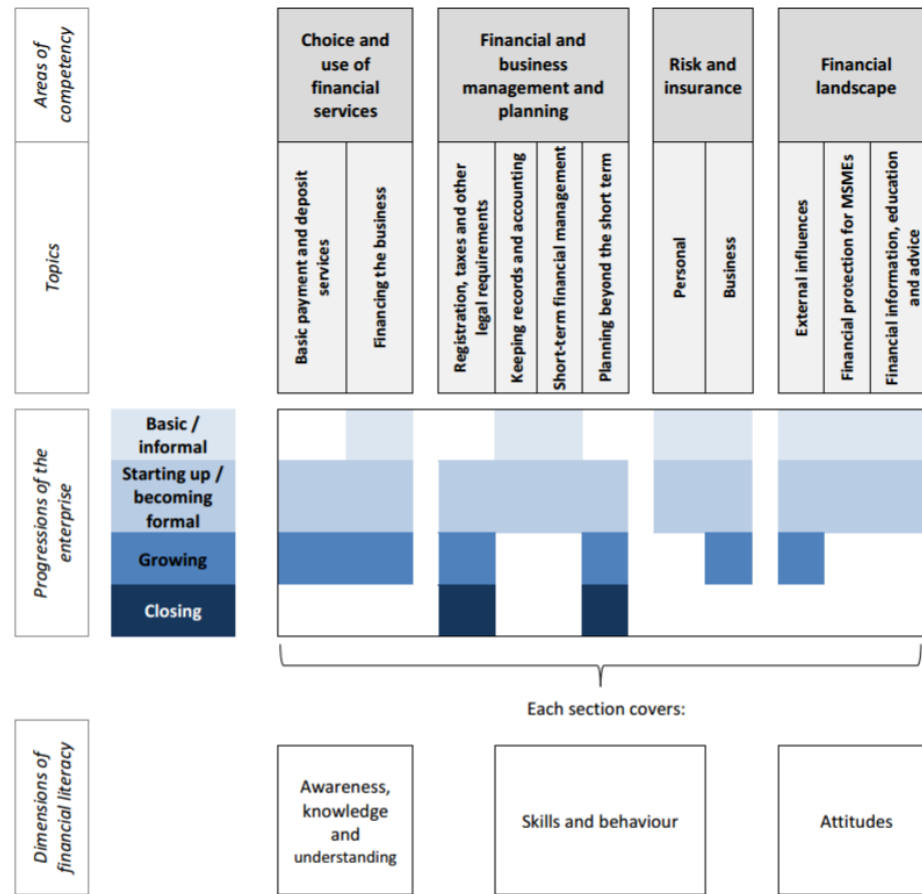 Areas of
competency
Choice and
use of
financial
services
Financial and
business
management and
planning
Risk and
insurance
Financial
landscape
Topics
Basic payment and deposit
services
Financing the business
Registration, taxes and other
legal requirements
Keeping records and accounting
Short-term financial management
Planning beyond the short term
Personal
Business
External influences
Financial protection for MSMEs
Financial information, education
and advice
Progressions of the
enterprise
Basic /
informal
Starting up /
becoming
formal
Growing
Closing
Each section covers:
Dimensions of
financial literacy
Awareness,
knowledge
and
understanding
Skills and behaviour
Attitudes